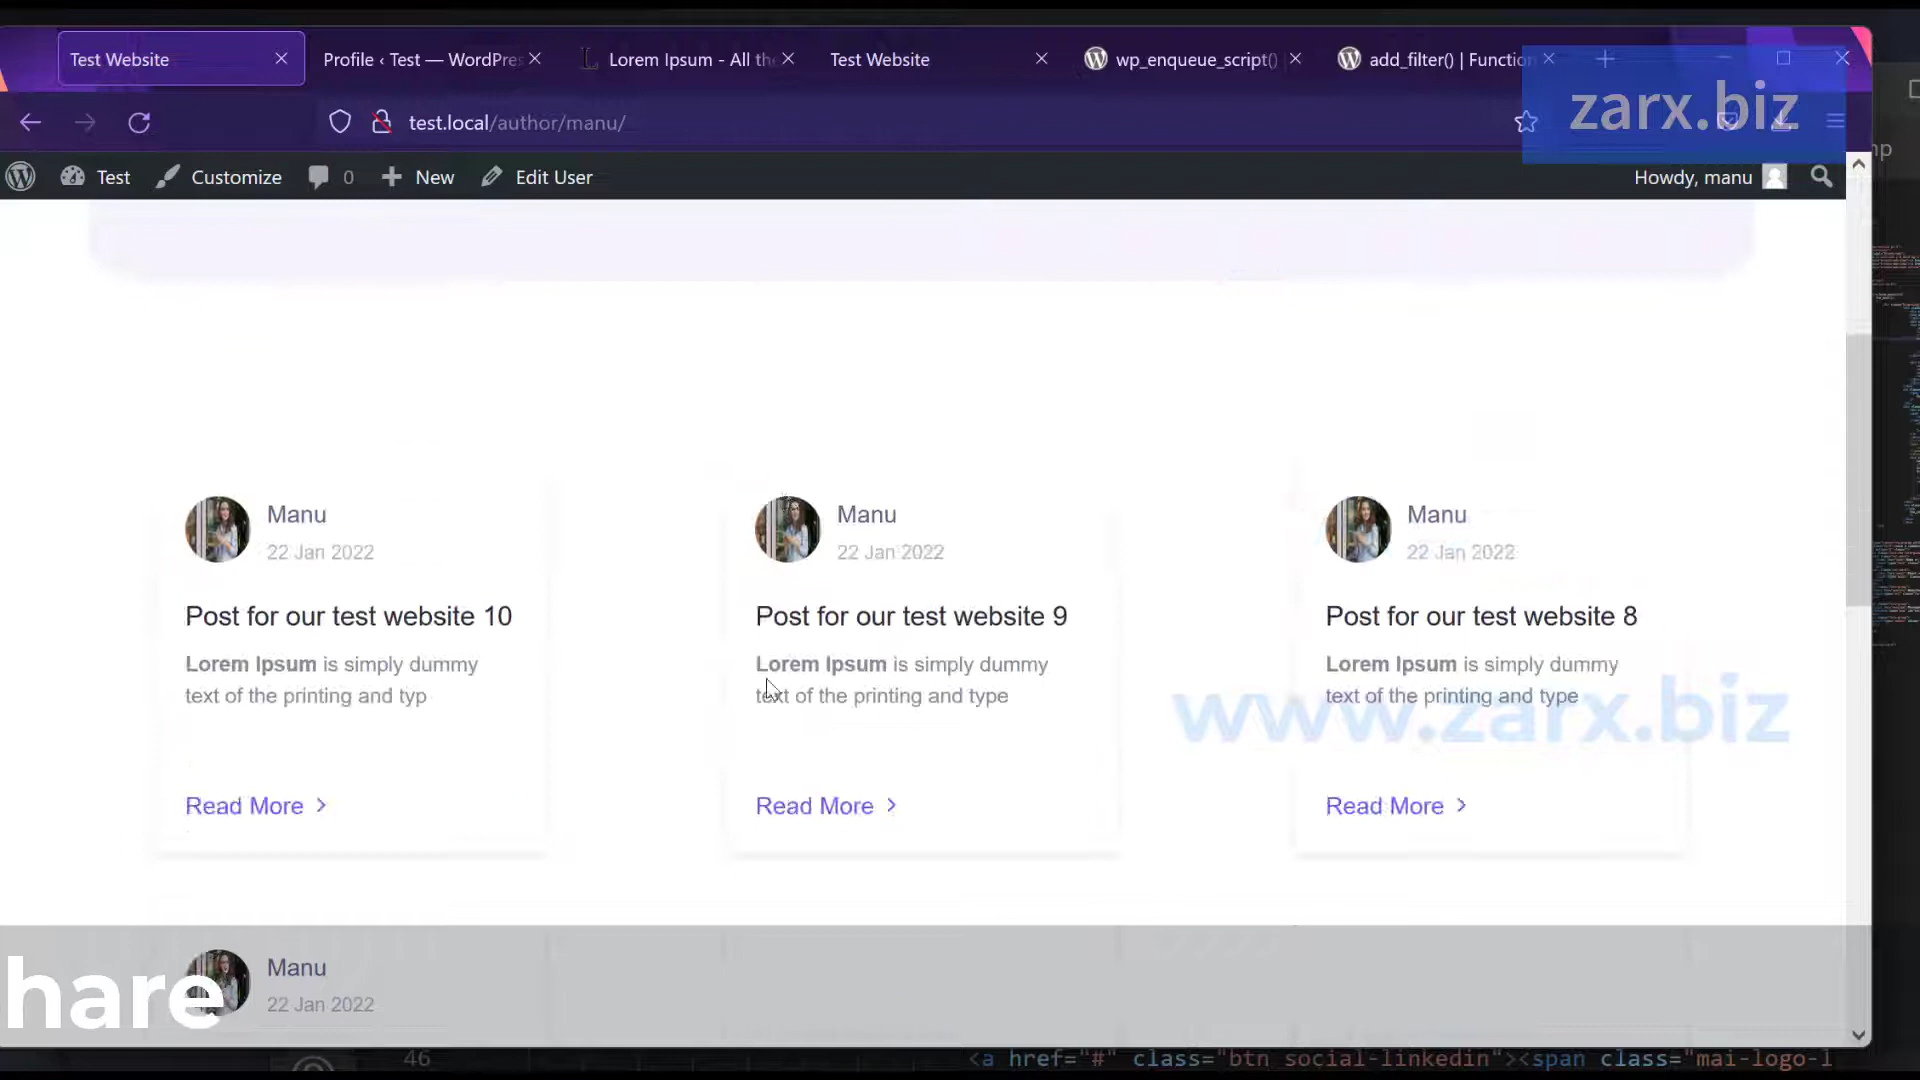 Test Website
Profile ‹ Test — WordPres
Lorem Ipsum - All the
Test Website
wp_enqueue_script()
add_filter() | Function
zarx.biz
test.local/author/manu/
Test
Customize
0
New
Edit User
Howdy, manu
Manu
22 Jan 2022
Post for our test website 10
Lorem Ipsum is simply dummy
text of the printing and typ
Read More
Manu
22 Jan 2022
Post for our test website 9
Lorem Ipsum is simply dummy
text of the printing and type
Read More
Manu
22 Jan 2022
Post for our test website 8
Lorem Ipsum is simply dummy
text of the printing and type
Read More
www.zarx.biz
Manu
22 Jan 2022
hare
46
<a href="#" class="btn social-linkedin"><span class="mai-logo-l